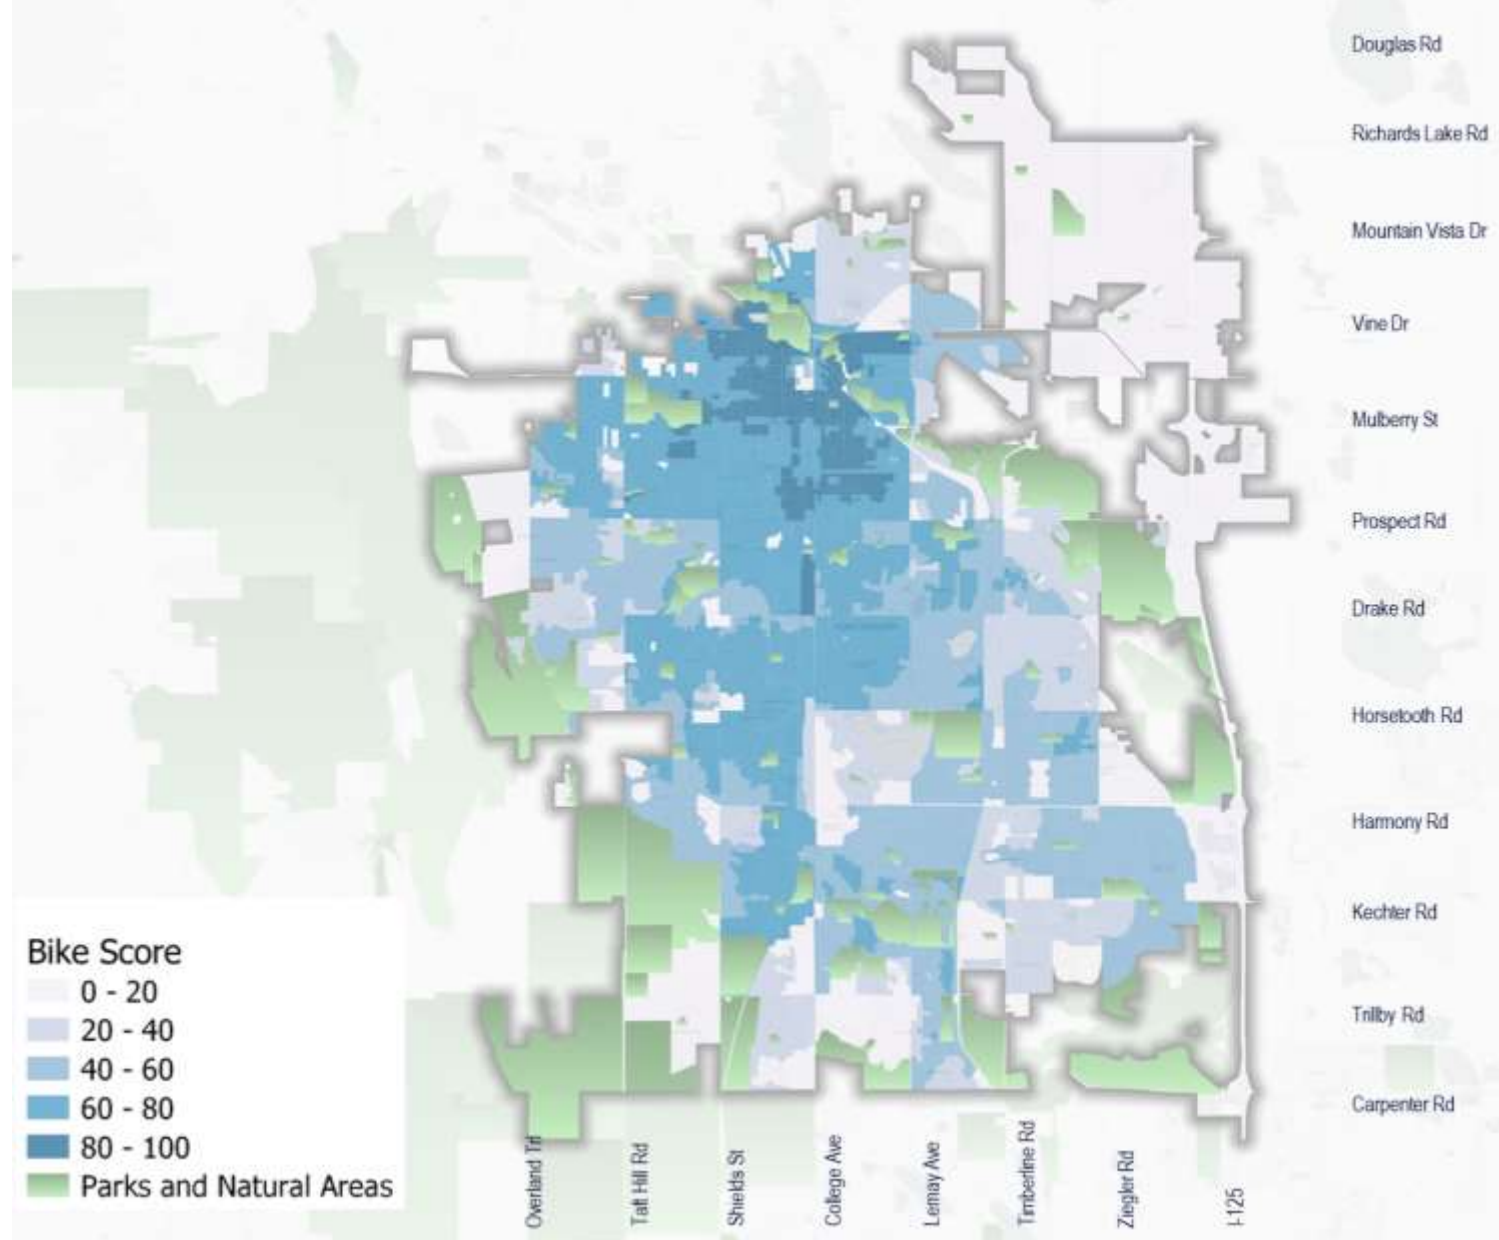 Douglas Rd
Richards Lake Rd
Mountain Vista Dr
Vine Dr
Mulberry St
Prospect Rd
Drake Rd
Horsetooth Rd
Harmony Rd
Kechter Rd
Trillby Rd
Carpenter Rd
Bike Score
0 - 20
20 - 40
40 - 60
60 - 80
80 - 100
Parks and Natural Areas
Overland Trl
Taft Hill Rd
Shields St
College Ave
Lemay Ave
Timberline Rd
Ziegler Rd
I-125